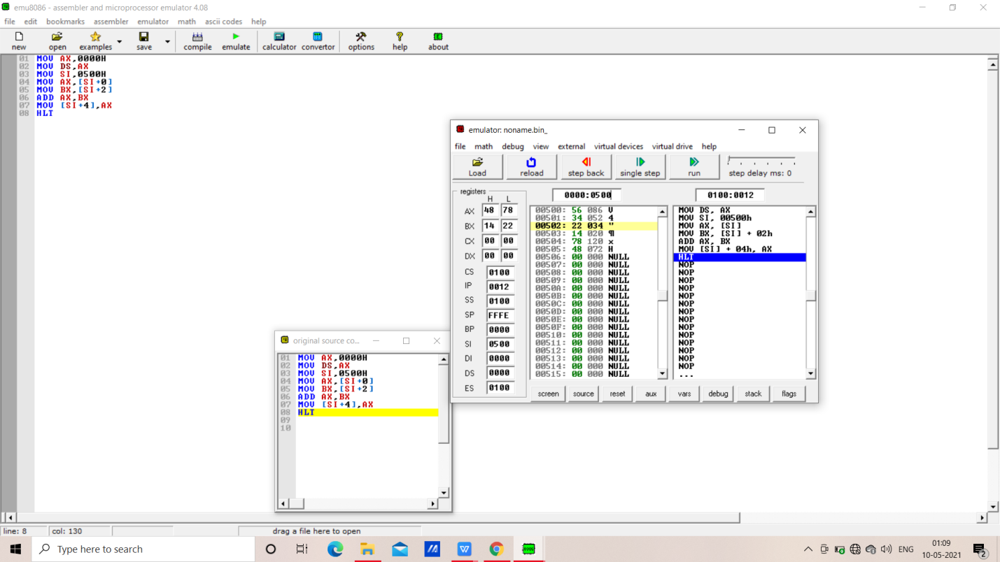 emu8086 - assembler and microprocessor emulator 4.08
file edit bookmarks assembler emulator math ascii codes help
new open examples save compile emulate calculator convertor options help about
01 MOV AX,0000H
02 MOV DS,AX
03 MOV SI,0500H
04 MOV AX,[SI+0]
05 MOV BX,[SI+2]
06 ADD AX,BX
07 MOV [SI+4],AX
08 HLT
emulator: noname.bin_
file math debug view external virtual devices virtual drive help
Load reload step back single step run step delay ms: 0
registers
H L
AX 48 78
BX 14 22
CX 00 00
DX 00 00
CS 0100
IP 0012
SS 0100
SP FFFE
BP 0000
SI 0500
DI 0000
DS 0000
ES 0100
0000:0500
00500: 56 086 V
00501: 34 052 4
00502: 22 034 "
00503: 14 020 ¶
00504: 78 120 x
00505: 48 072 H
00506: 00 000 NULL
00507: 00 000 NULL
00508: 00 000 NULL
00509: 00 000 NULL
0050A: 00 000 NULL
0050B: 00 000 NULL
0050C: 00 000 NULL
0050D: 00 000 NULL
0050E: 00 000 NULL
0050F: 00 000 NULL
00510: 00 000 NULL
00511: 00 000 NULL
00512: 00 000 NULL
00513: 00 000 NULL
00514: 00 000 NULL
00515: 00 000 NULL
0100:0012
MOV DS, AX
MOV SI, 00500h
MOV AX, [SI]
MOV BX, [SI] + 02h
ADD AX, BX
MOV [SI] + 04h, AX
HLT
NOP
NOP
NOP
NOP
NOP
NOP
NOP
NOP
NOP
NOP
NOP
NOP
NOP
NOP
...
screen source reset aux vars debug stack flags
original source co...
01 MOV AX,0000H
02 MOV DS,AX
03 MOV SI,0500H
04 MOV AX,[SI+0]
05 MOV BX,[SI+2]
06 ADD AX,BX
07 MOV [SI+4],AX
08 HLT
09
10
line: 8 col: 130 drag a file here to open
Type here to search
ENG
01:09
10-05-2021
2